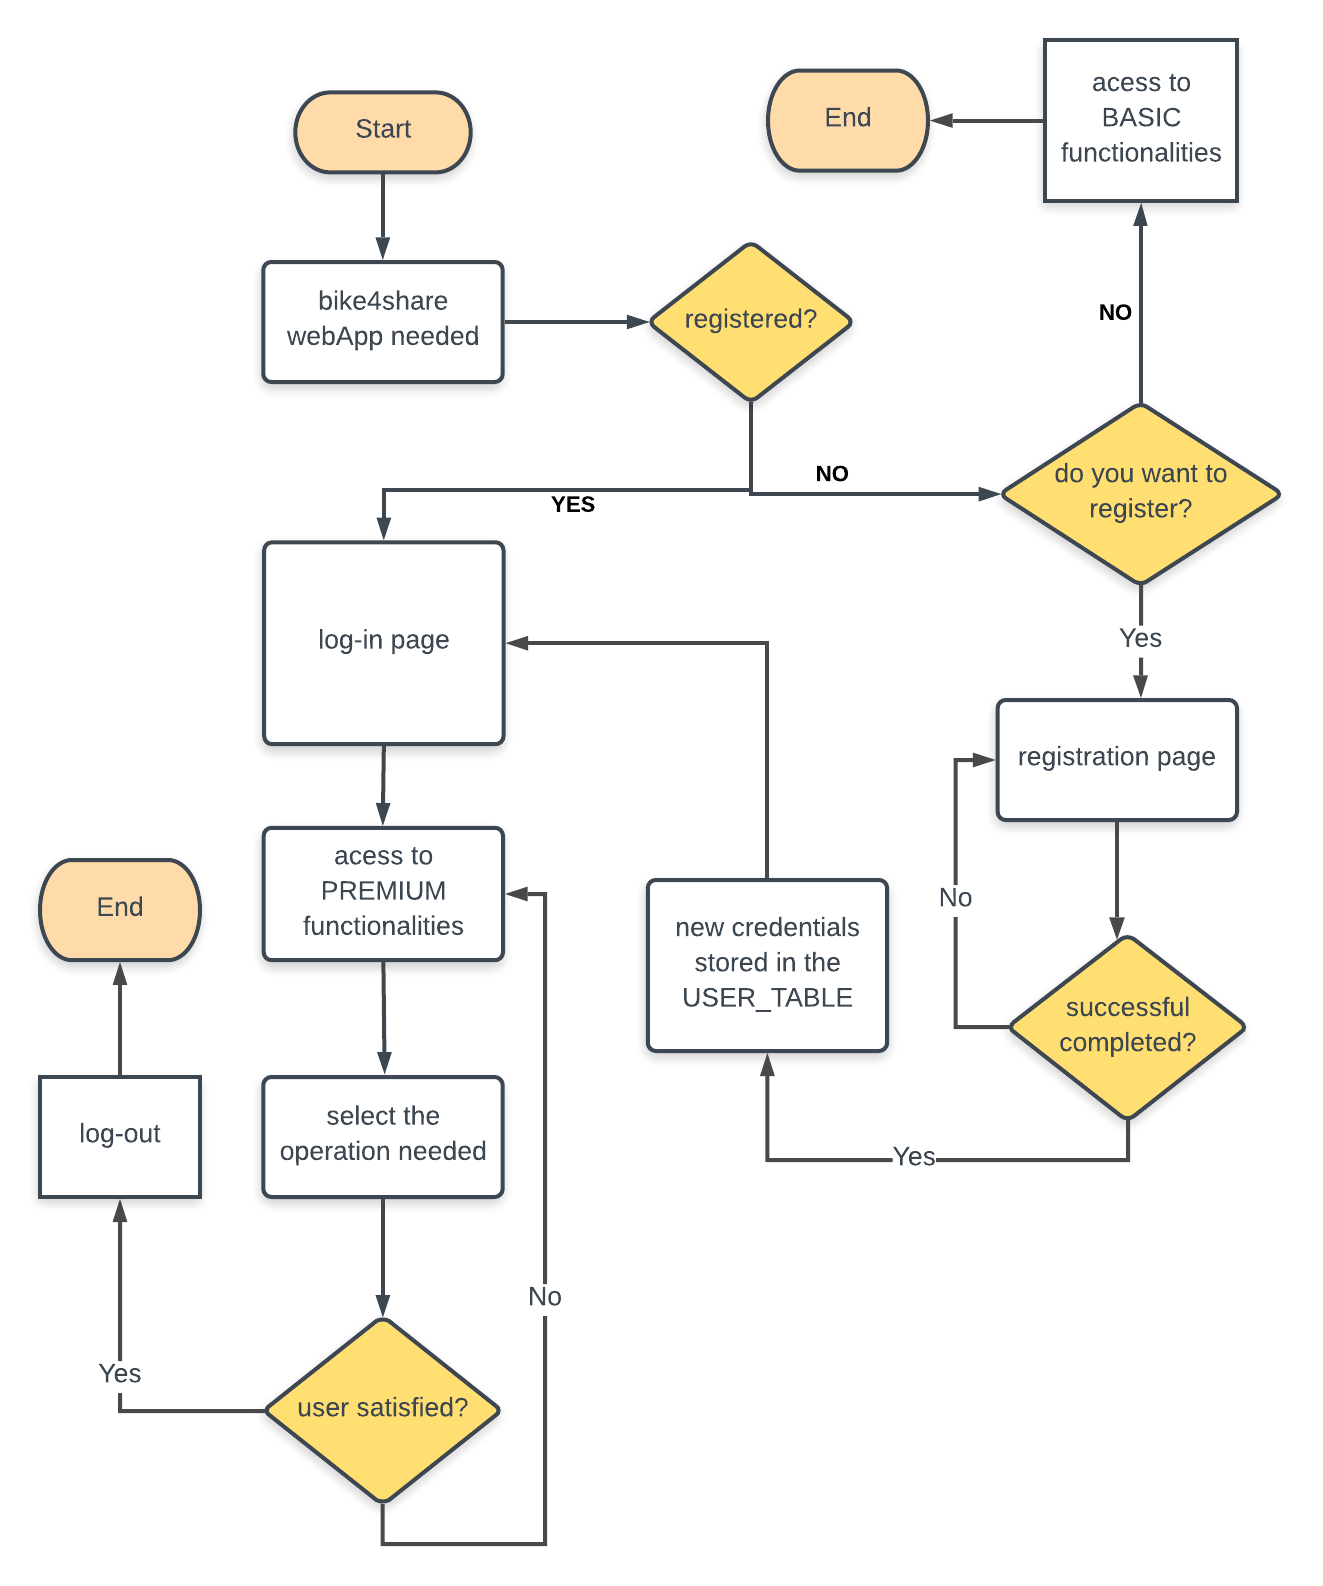 Start
End
acess to
BASIC
functionalities
bike4share
webApp needed
registered?
NO
YES
NO
do you want to
register?
log-in page
Yes
registration page
acess to
PREMIUM
functionalities
End
No
new credentials
stored in the
USER_TABLE
successful
completed?
log-out
select the
operation needed
Yes
No
Yes
user satisfied?